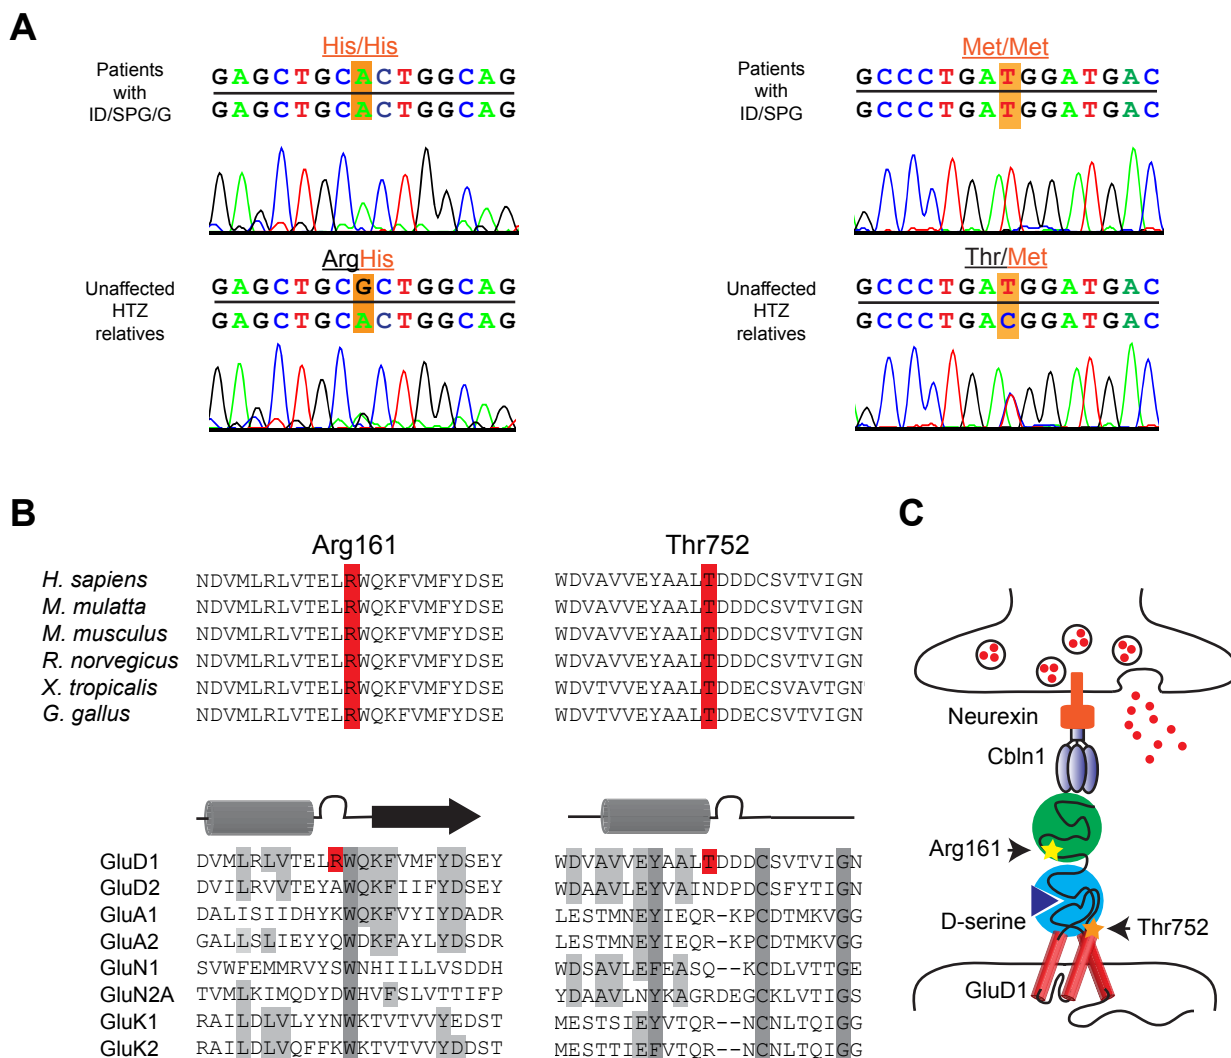 A
His/His
Patients with ID/SPG/G
GAGCTGCACTGGCAG
GAGCTGCACTGGCAG
ArgHis
Unaffected HTZ relatives
GAGCTGCGCTGGCAG
GAGCTGCACTGGCAG
Met/Met
Patients with ID/SPG
GCCCTGATGGATGAC
GCCCTGATGGATGAC
Thr/Met
Unaffected HTZ relatives
GCCCTGATGGATGAC
GCCCTGACGGATGAC
B
Arg161
Thr752
H. sapiens NDVMLRLVTELRWQKFVMFYDSE WDVAVVEYAALTDDDCSVTVIGN
M. mulatta NDVMLRLVTELRWQKFVMFYDSE WDVAVVEYAALTDDDCSVTVIGN
M. musculus NDVMLRLVTELRWQKFVMFYDSE WDVAVVEYAALTDDDCSVTVIGN
R. norvegicus NDVMLRLVTELRWQKFVMFYDSE WDVAVVEYAALTDDDCSVTVIGN
X. tropicalis NDVMLRLVTELRWQKFVMFYDSE WDVTVVEYAALTDDECSVAVTGN
G. gallus NDVMLRLVTELRWQKFVMFYDSE WDVTVVEYAALTDDECSVTVIGN
GluD1 DVMLRLVTELRWQKFVMFYDSEY WDVAVVEYAALTDDDCSVTVIGN
GluD2 DVILRVVTEYAWQKFIIFYDSEY WDAAVLEYVAINDPDCSFYTIGN
GluA1 DALISIIDHYKWQKFVYIYDADR LESTMNEYIEQR-KPCDTMKVGG
GluA2 GALLSLIEYYQWDKFAYLYDSDR LESTMNEYIEQR-KPCDTMKVGG
GluN1 SVWFEMMRVYSWNHIILLVSDDH WDSAVLEFEASQ--KCDLVTTGE
GluN2A TVMLKIMQDYDWHVFSLVTTIFP YDAAVLNYKAGRDEGCKLVTIGS
GluK1 RAILDLVLYYNWKTVTVVYEDST MESTSIEYVTQR--NCNLTQIGG
GluK2 RAILDLVQFFKWKTVTVVYDDST MESTTIEFVTQR--NCNLTQIGG
C
Neurexin
Cbln1
Arg161
D-serine
Thr752
GluD1